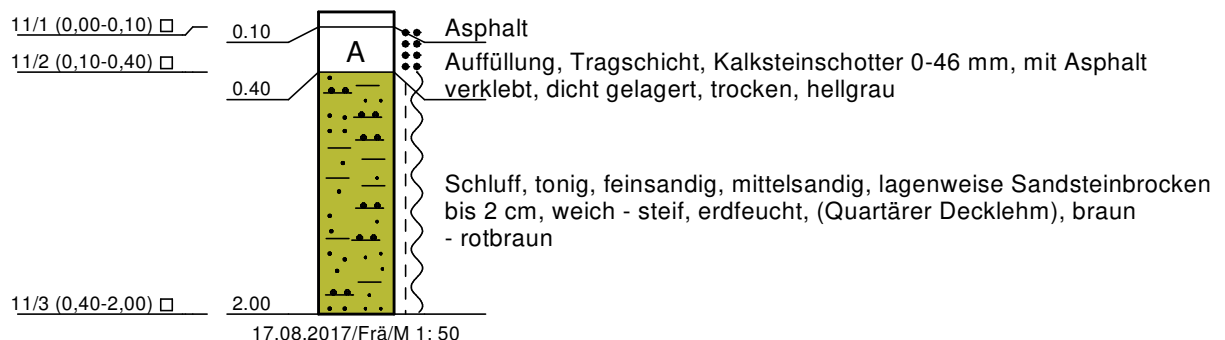 11/1 (0,00-0,10)
0.10
Asphalt
11/2 (0,10-0,40)
A
Auffüllung, Tragschicht, Kalksteinschotter 0-46 mm, mit Asphalt
verklebt, dicht gelagert, trocken, hellgrau
0.40
Schluff, tonig, feinsandig, mittelsandig, lagenweise Sandsteinbrocken
bis 2 cm, weich - steif, erdfeucht, (Quartärer Decklehm), braun
- rotbraun
11/3 (0,40-2,00)
2.00
17.08.2017/Frä/M 1: 50